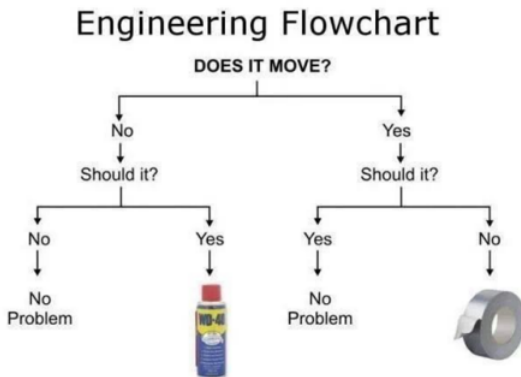 Engineering Flowchart
DOES IT MOVE?
No
Yes
Should it?
Should it?
No
Yes
Yes
No
No
Problem
WD-40
No
Problem